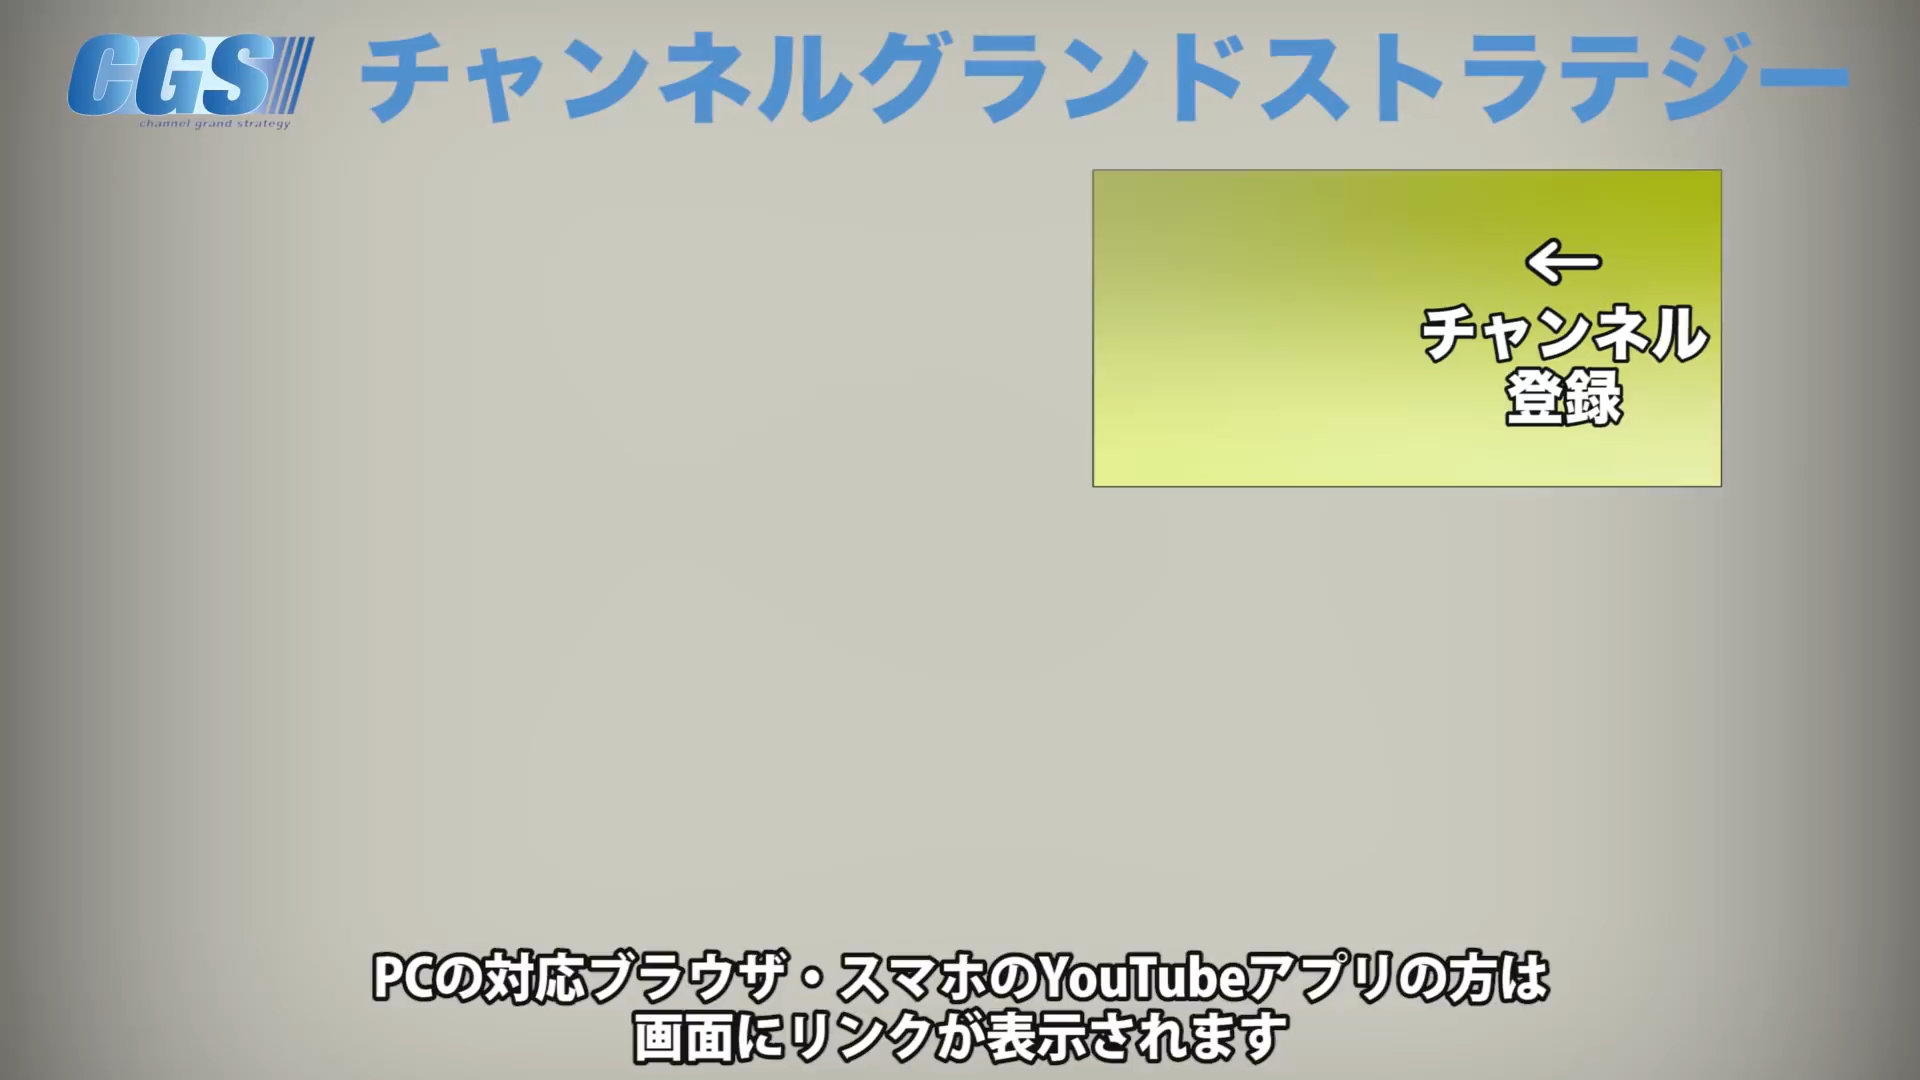 CGS
channel grand strategy
チャンネルグランドストラテジー
←
チャンネル
登録
PCの対応ブラウザ・スマホのYouTubeアプリの方は
画面にリンクが表示されます